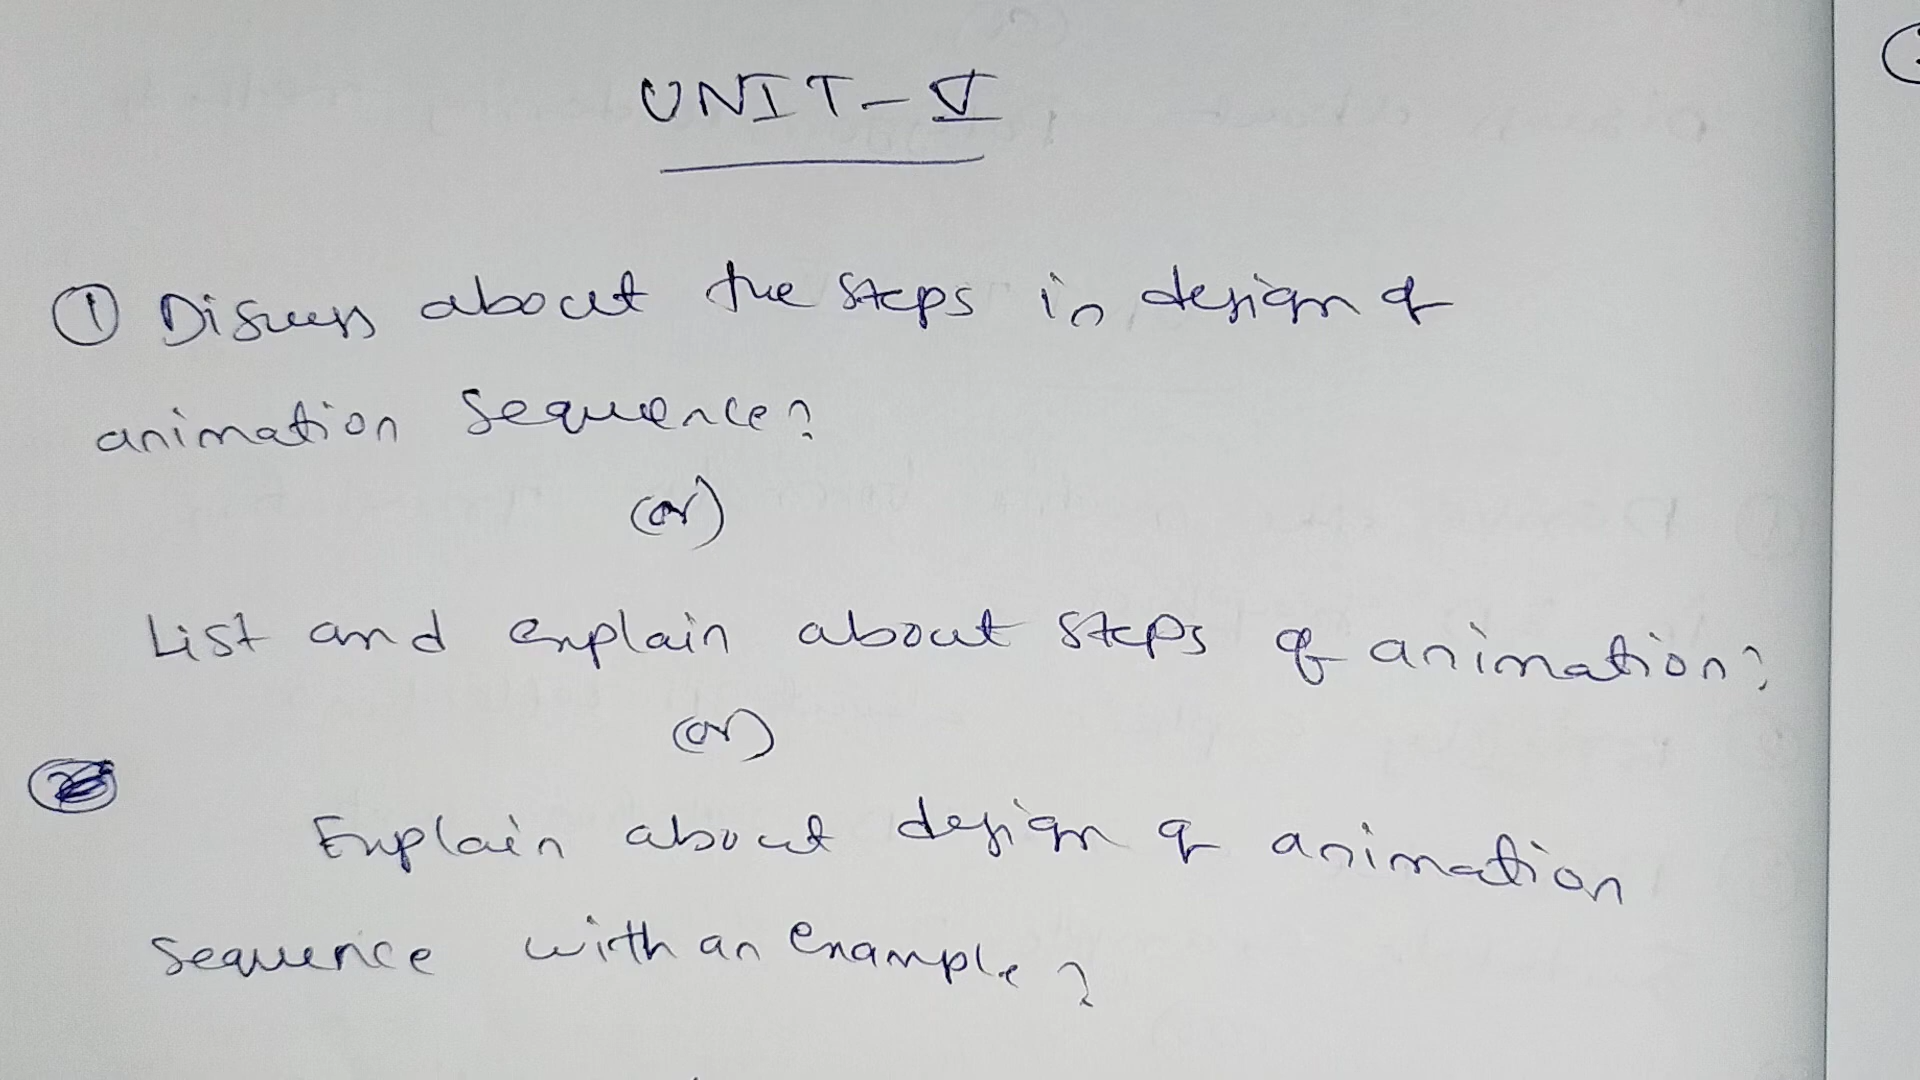 UNIT-V
① Discuss about the steps in design of
animation sequence?
(or)
List and explain about steps of animation?
(or)
Explain about design of animation
sequence with an example?